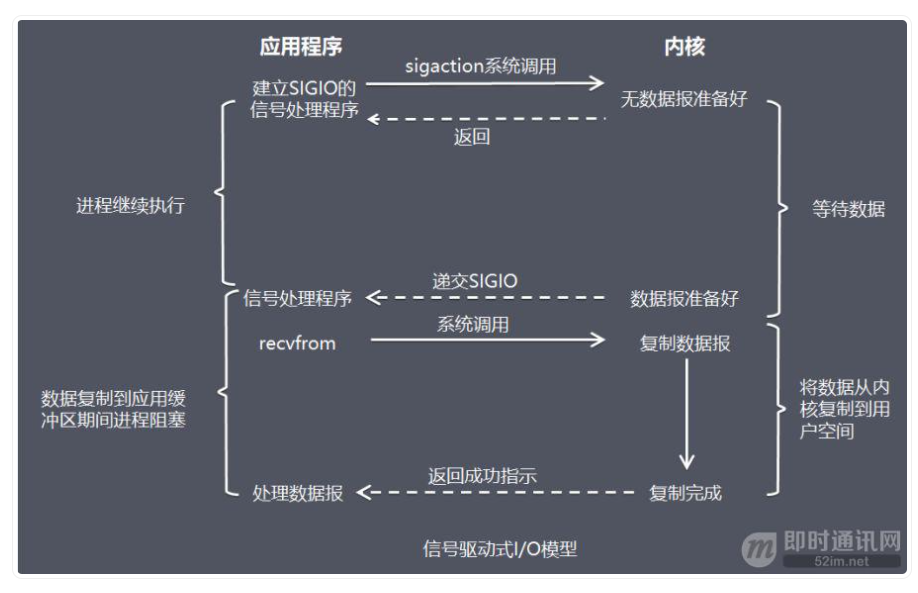 应用程序
内核
sigaction系统调用
建立SIGIO的
信号处理程序
无数据报准备好
返回
进程继续执行
等待数据
递交SIGIO
信号处理程序
数据报准备好
系统调用
recvfrom
复制数据报
数据复制到应用缓
冲区期间进程阻塞
将数据从内
核复制到用
户空间
返回成功指示
处理数据报
复制完成
信号驱动式I/O模型
m 即时通讯网
52im.net